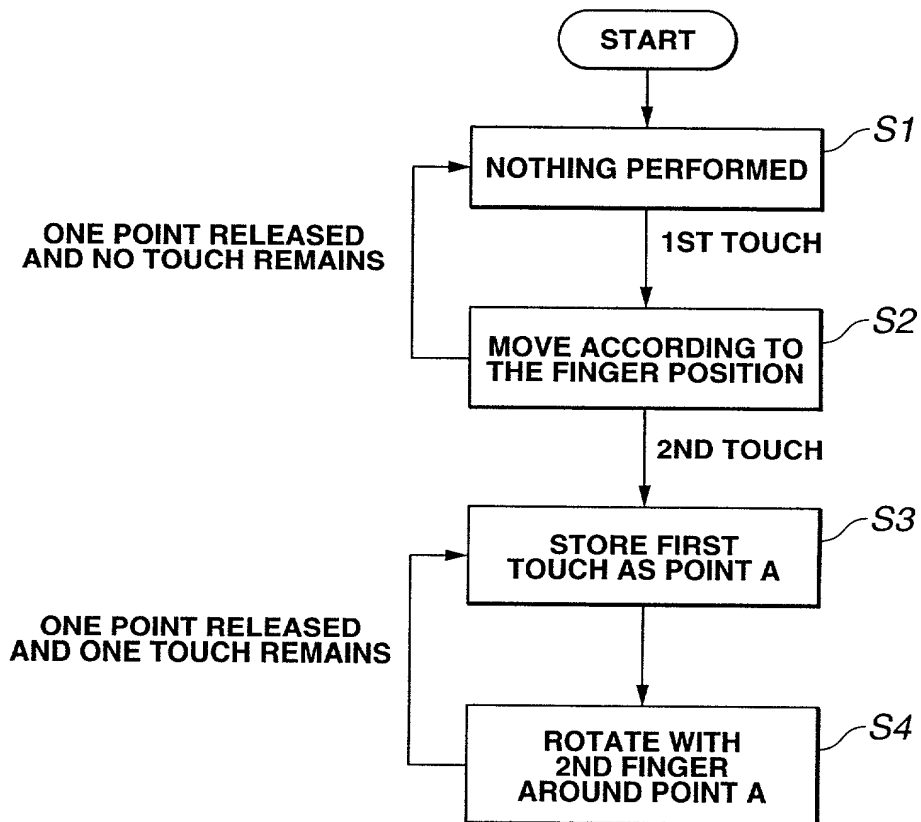 START
S1
NOTHING PERFORMED
ONE POINT RELEASED
AND NO TOUCH REMAINS
1ST TOUCH
S2
MOVE ACCORDING TO
THE FINGER POSITION
2ND TOUCH
S3
STORE FIRST
TOUCH AS POINT A
ONE POINT RELEASED
AND ONE TOUCH REMAINS
S4
ROTATE WITH
2ND FINGER
AROUND POINT A